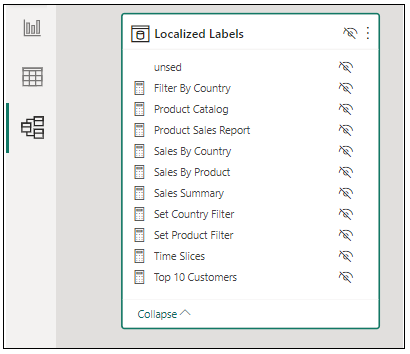 Localized Labels
unsed
Filter By Country
Product Catalog
Product Sales Report
Sales By Country
Sales By Product
Sales Summary
Set Country Filter
Set Product Filter
Time Slices
Top 10 Customers
Collapse